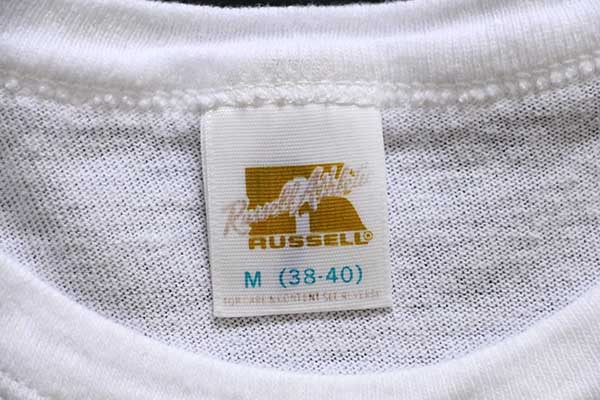 Russell Athletic
RUSSELL®
M (38-40)
FOR CARE & CONTENT SEE REVERSE